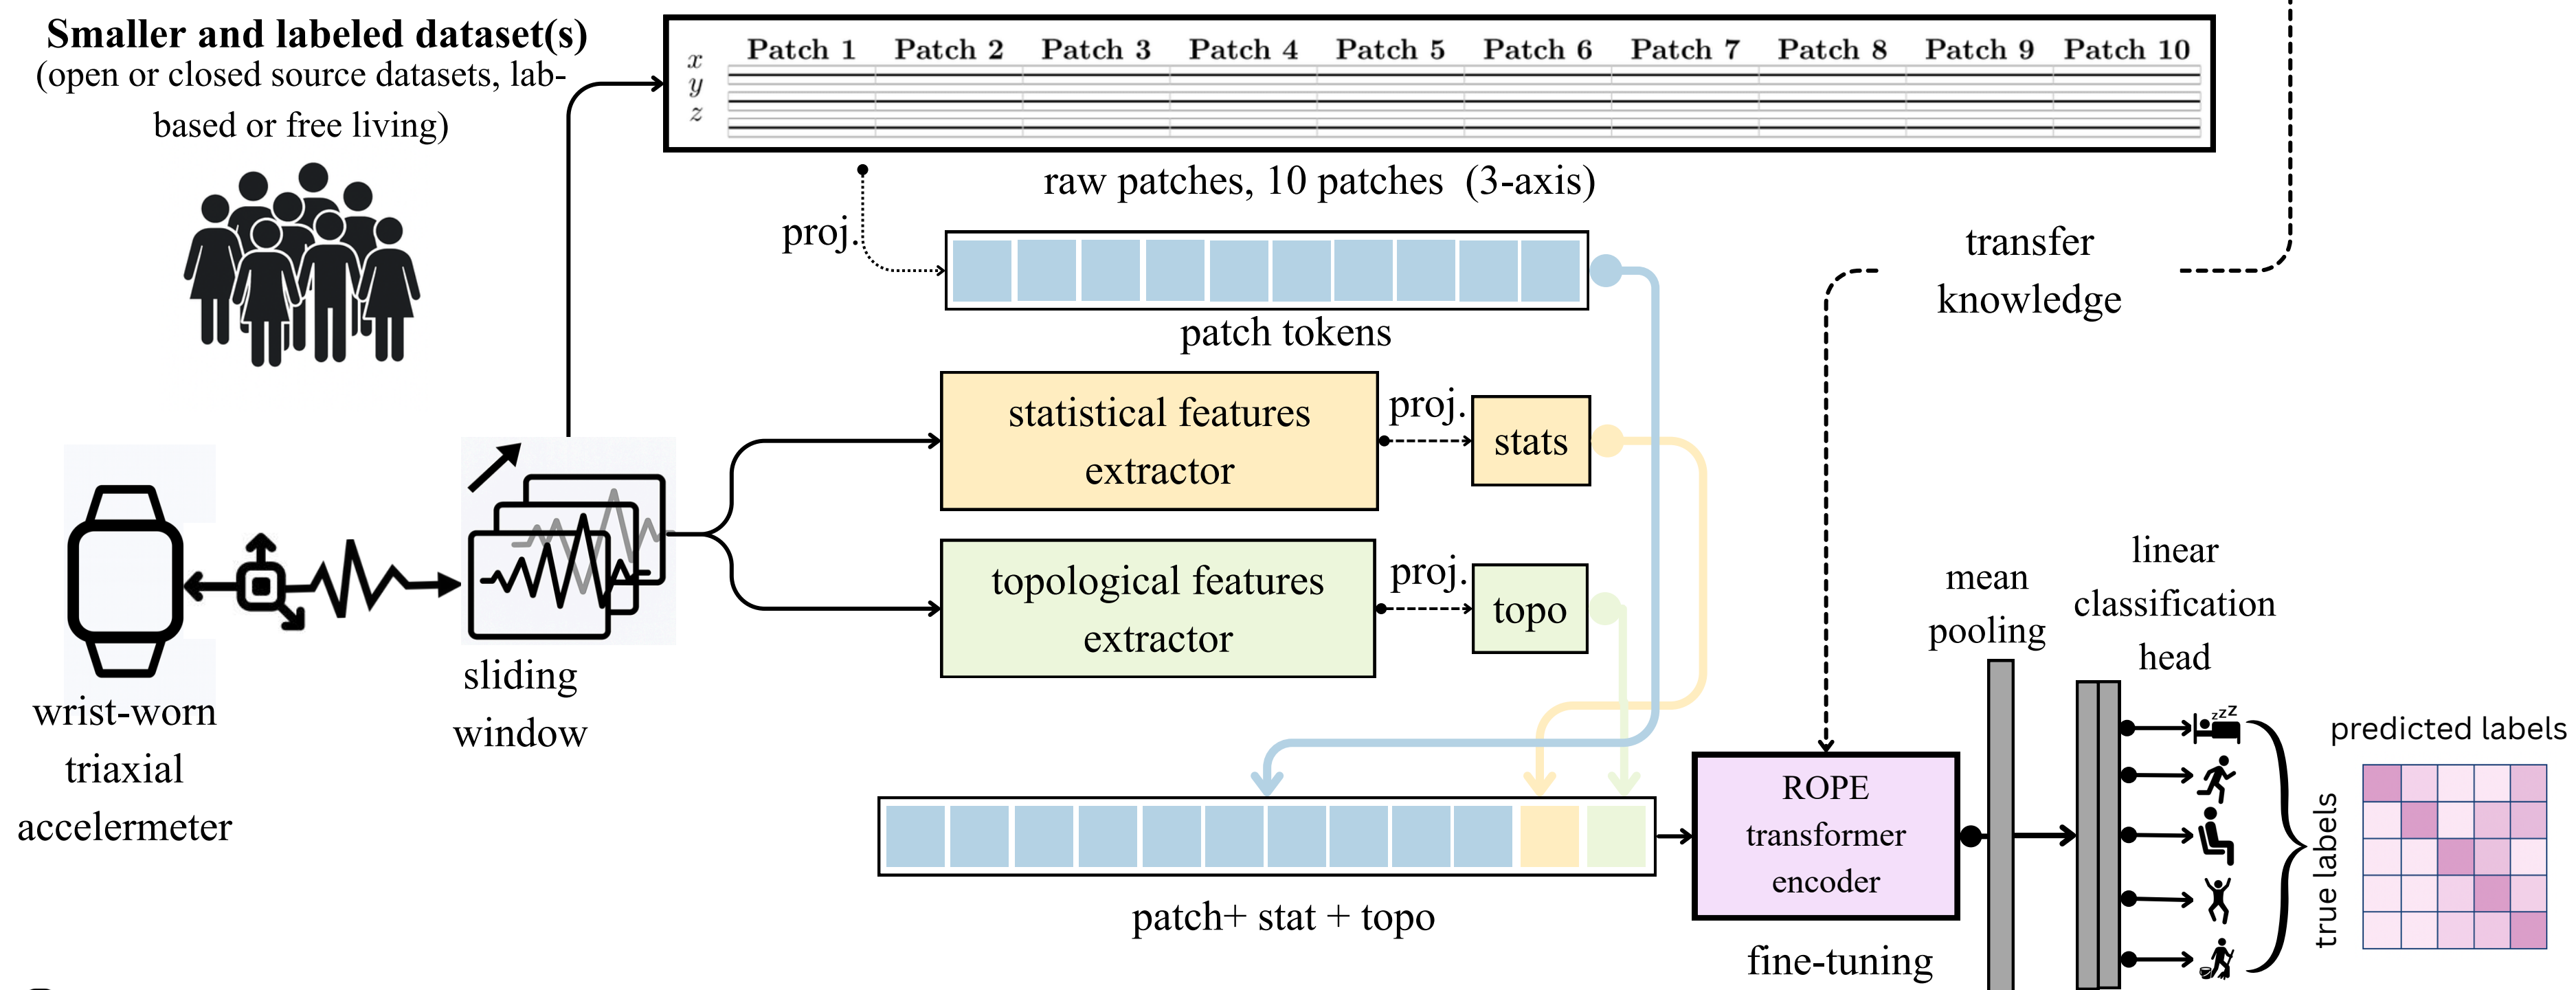 Smaller and labeled dataset(s)
(open or closed source datasets, lab-
based or free living)
Patch 1 Patch 2 Patch 3 Patch 4 Patch 5 Patch 6 Patch 7 Patch 8 Patch 9 Patch 10
x
y
z
raw patches, 10 patches (3-axis)
proj.
patch tokens
transfer
knowledge
statistical features
extractor
proj.
stats
topological features
extractor
proj.
topo
wrist-worn
triaxial
accelermeter
sliding
window
patch+ stat + topo
ROPE
transformer
encoder
fine-tuning
mean
pooling
linear
classification
head
zzZ
predicted labels
true labels